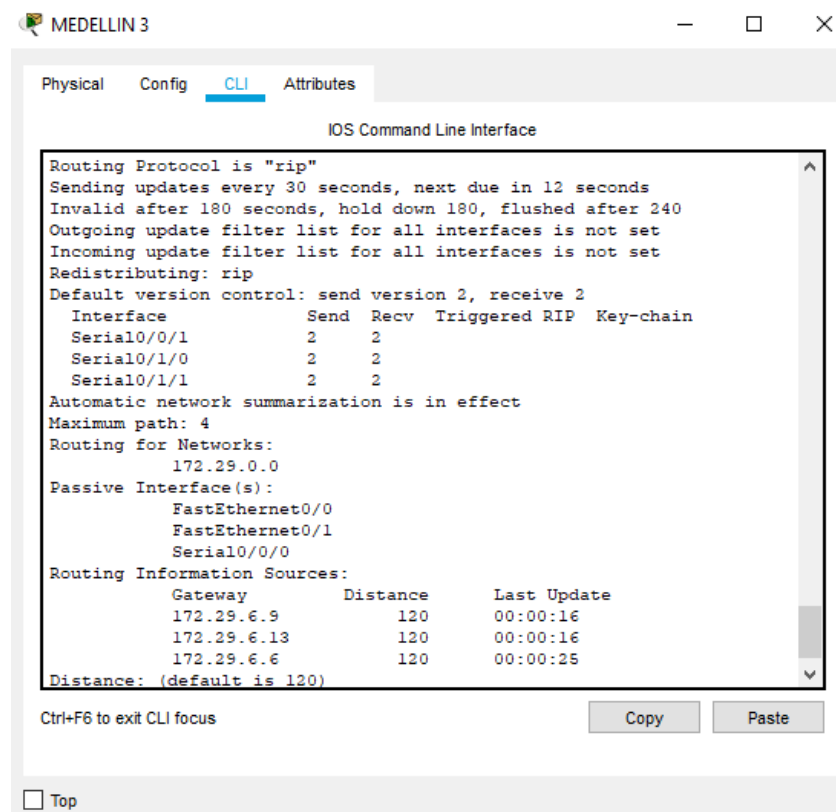 MEDELLIN 3
Physical Config CLI Attributes
IOS Command Line Interface
Routing Protocol is "rip"
Sending updates every 30 seconds, next due in 12 seconds
Invalid after 180 seconds, hold down 180, flushed after 240
Outgoing update filter list for all interfaces is not set
Incoming update filter list for all interfaces is not set
Redistributing: rip
Default version control: send version 2, receive 2
Interface Send Recv Triggered RIP Key-chain
Serial0/0/1 2 2
Serial0/1/0 2 2
Serial0/1/1 2 2
Automatic network summarization is in effect
Maximum path: 4
Routing for Networks:
172.29.0.0
Passive Interface(s):
FastEthernet0/0
FastEthernet0/1
Serial0/0/0
Routing Information Sources:
Gateway Distance Last Update
172.29.6.9 120 00:00:16
172.29.6.13 120 00:00:16
172.29.6.6 120 00:00:25
Distance: (default is 120)
Ctrl+F6 to exit CLI focus Copy Paste
Top